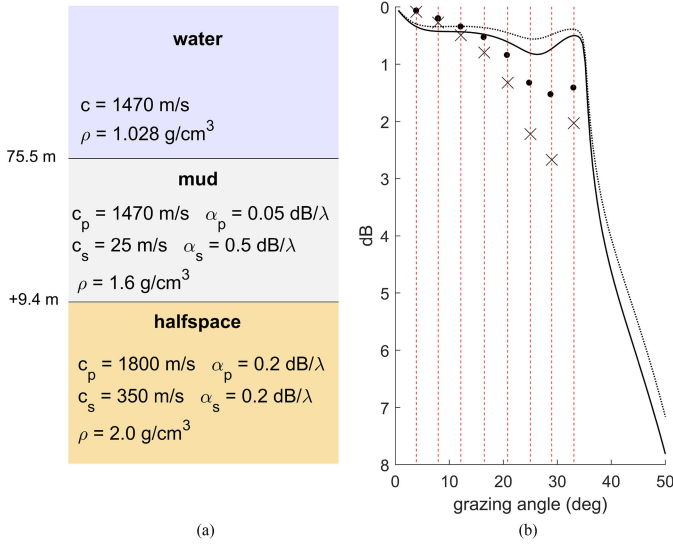 water
c = 1470 m/s
ρ = 1.028 g/cm³
75.5 m
mud
cₚ = 1470 m/s αₚ = 0.05 dB/λ
cₛ = 25 m/s αₛ = 0.5 dB/λ
ρ = 1.6 g/cm³
+9.4 m
halfspace
cₚ = 1800 m/s αₚ = 0.2 dB/λ
cₛ = 350 m/s αₛ = 0.2 dB/λ
ρ = 2.0 g/cm³
(a)
0
1
2
3
4
5
6
7
8
dB
0 10 20 30 40 50
grazing angle (deg)
(b)